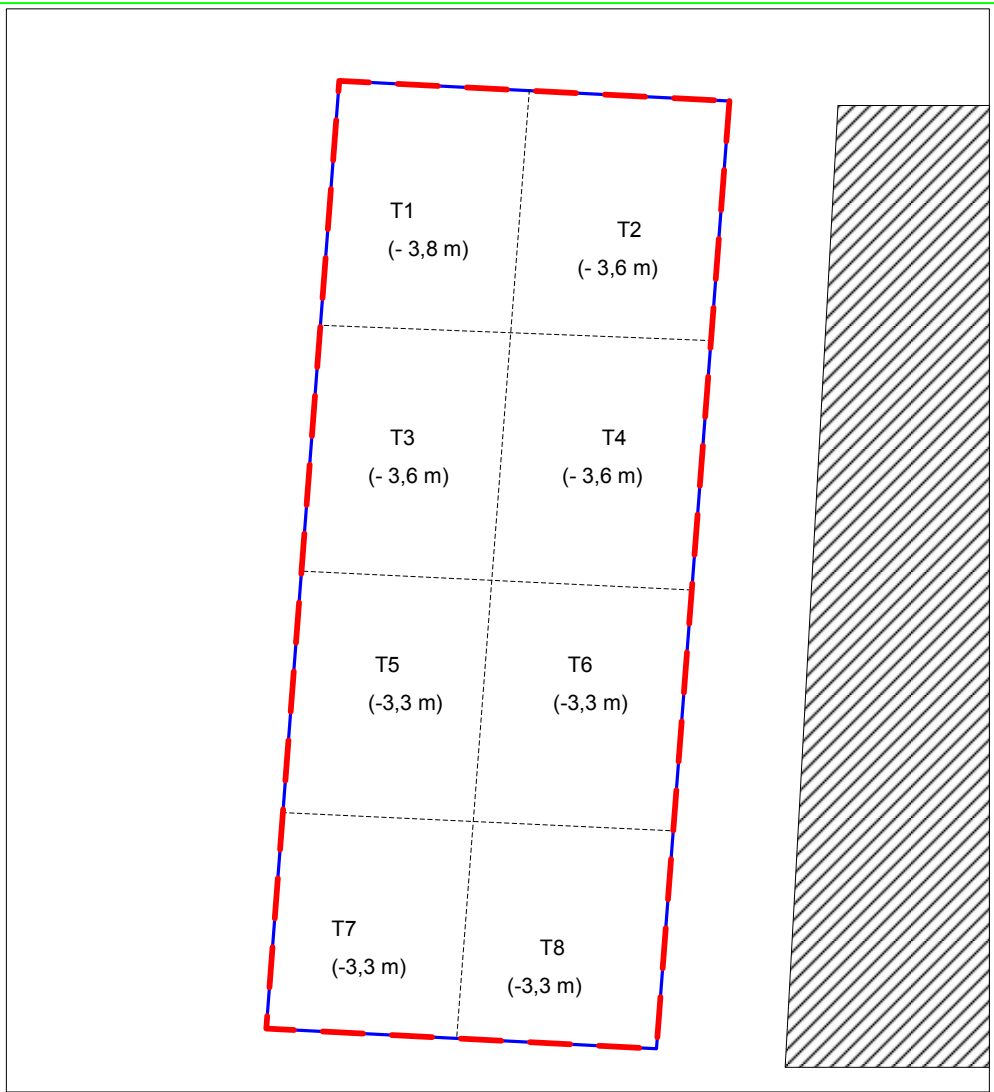 T1
(- 3,8 m)
T2
(- 3,6 m)
T3
(- 3,6 m)
T4
(- 3,6 m)
T5
(-3,3 m)
T6
(-3,3 m)
T7
(-3,3 m)
T8
(-3,3 m)